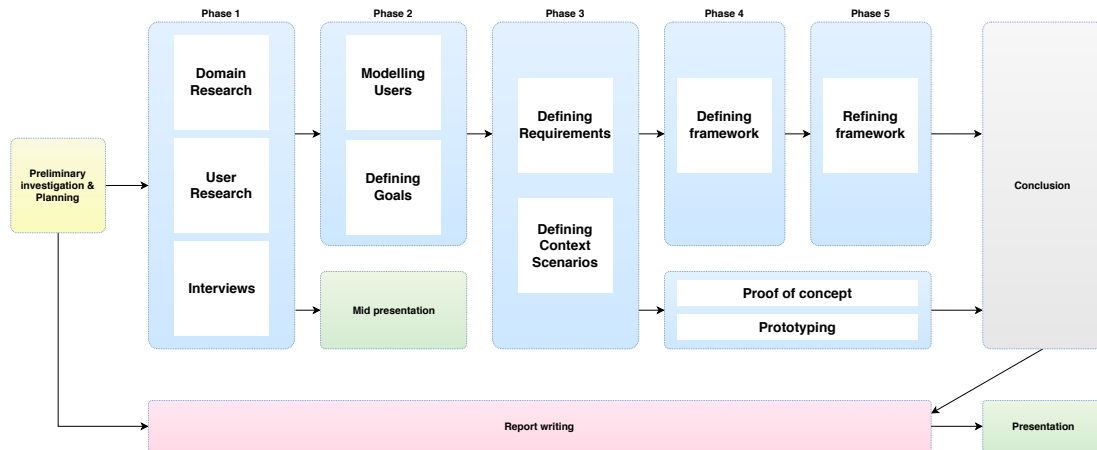 Phase 1
Phase 2
Phase 3
Phase 4
Phase 5
Preliminary
investigation &
Planning
Domain
Research
User
Research
Interviews
Modelling
Users
Defining
Goals
Mid presentation
Defining
Requirements
Defining
Context
Scenarios
Defining
framework
Refining
framework
Proof of concept
Prototyping
Conclusion
Report writing
Presentation